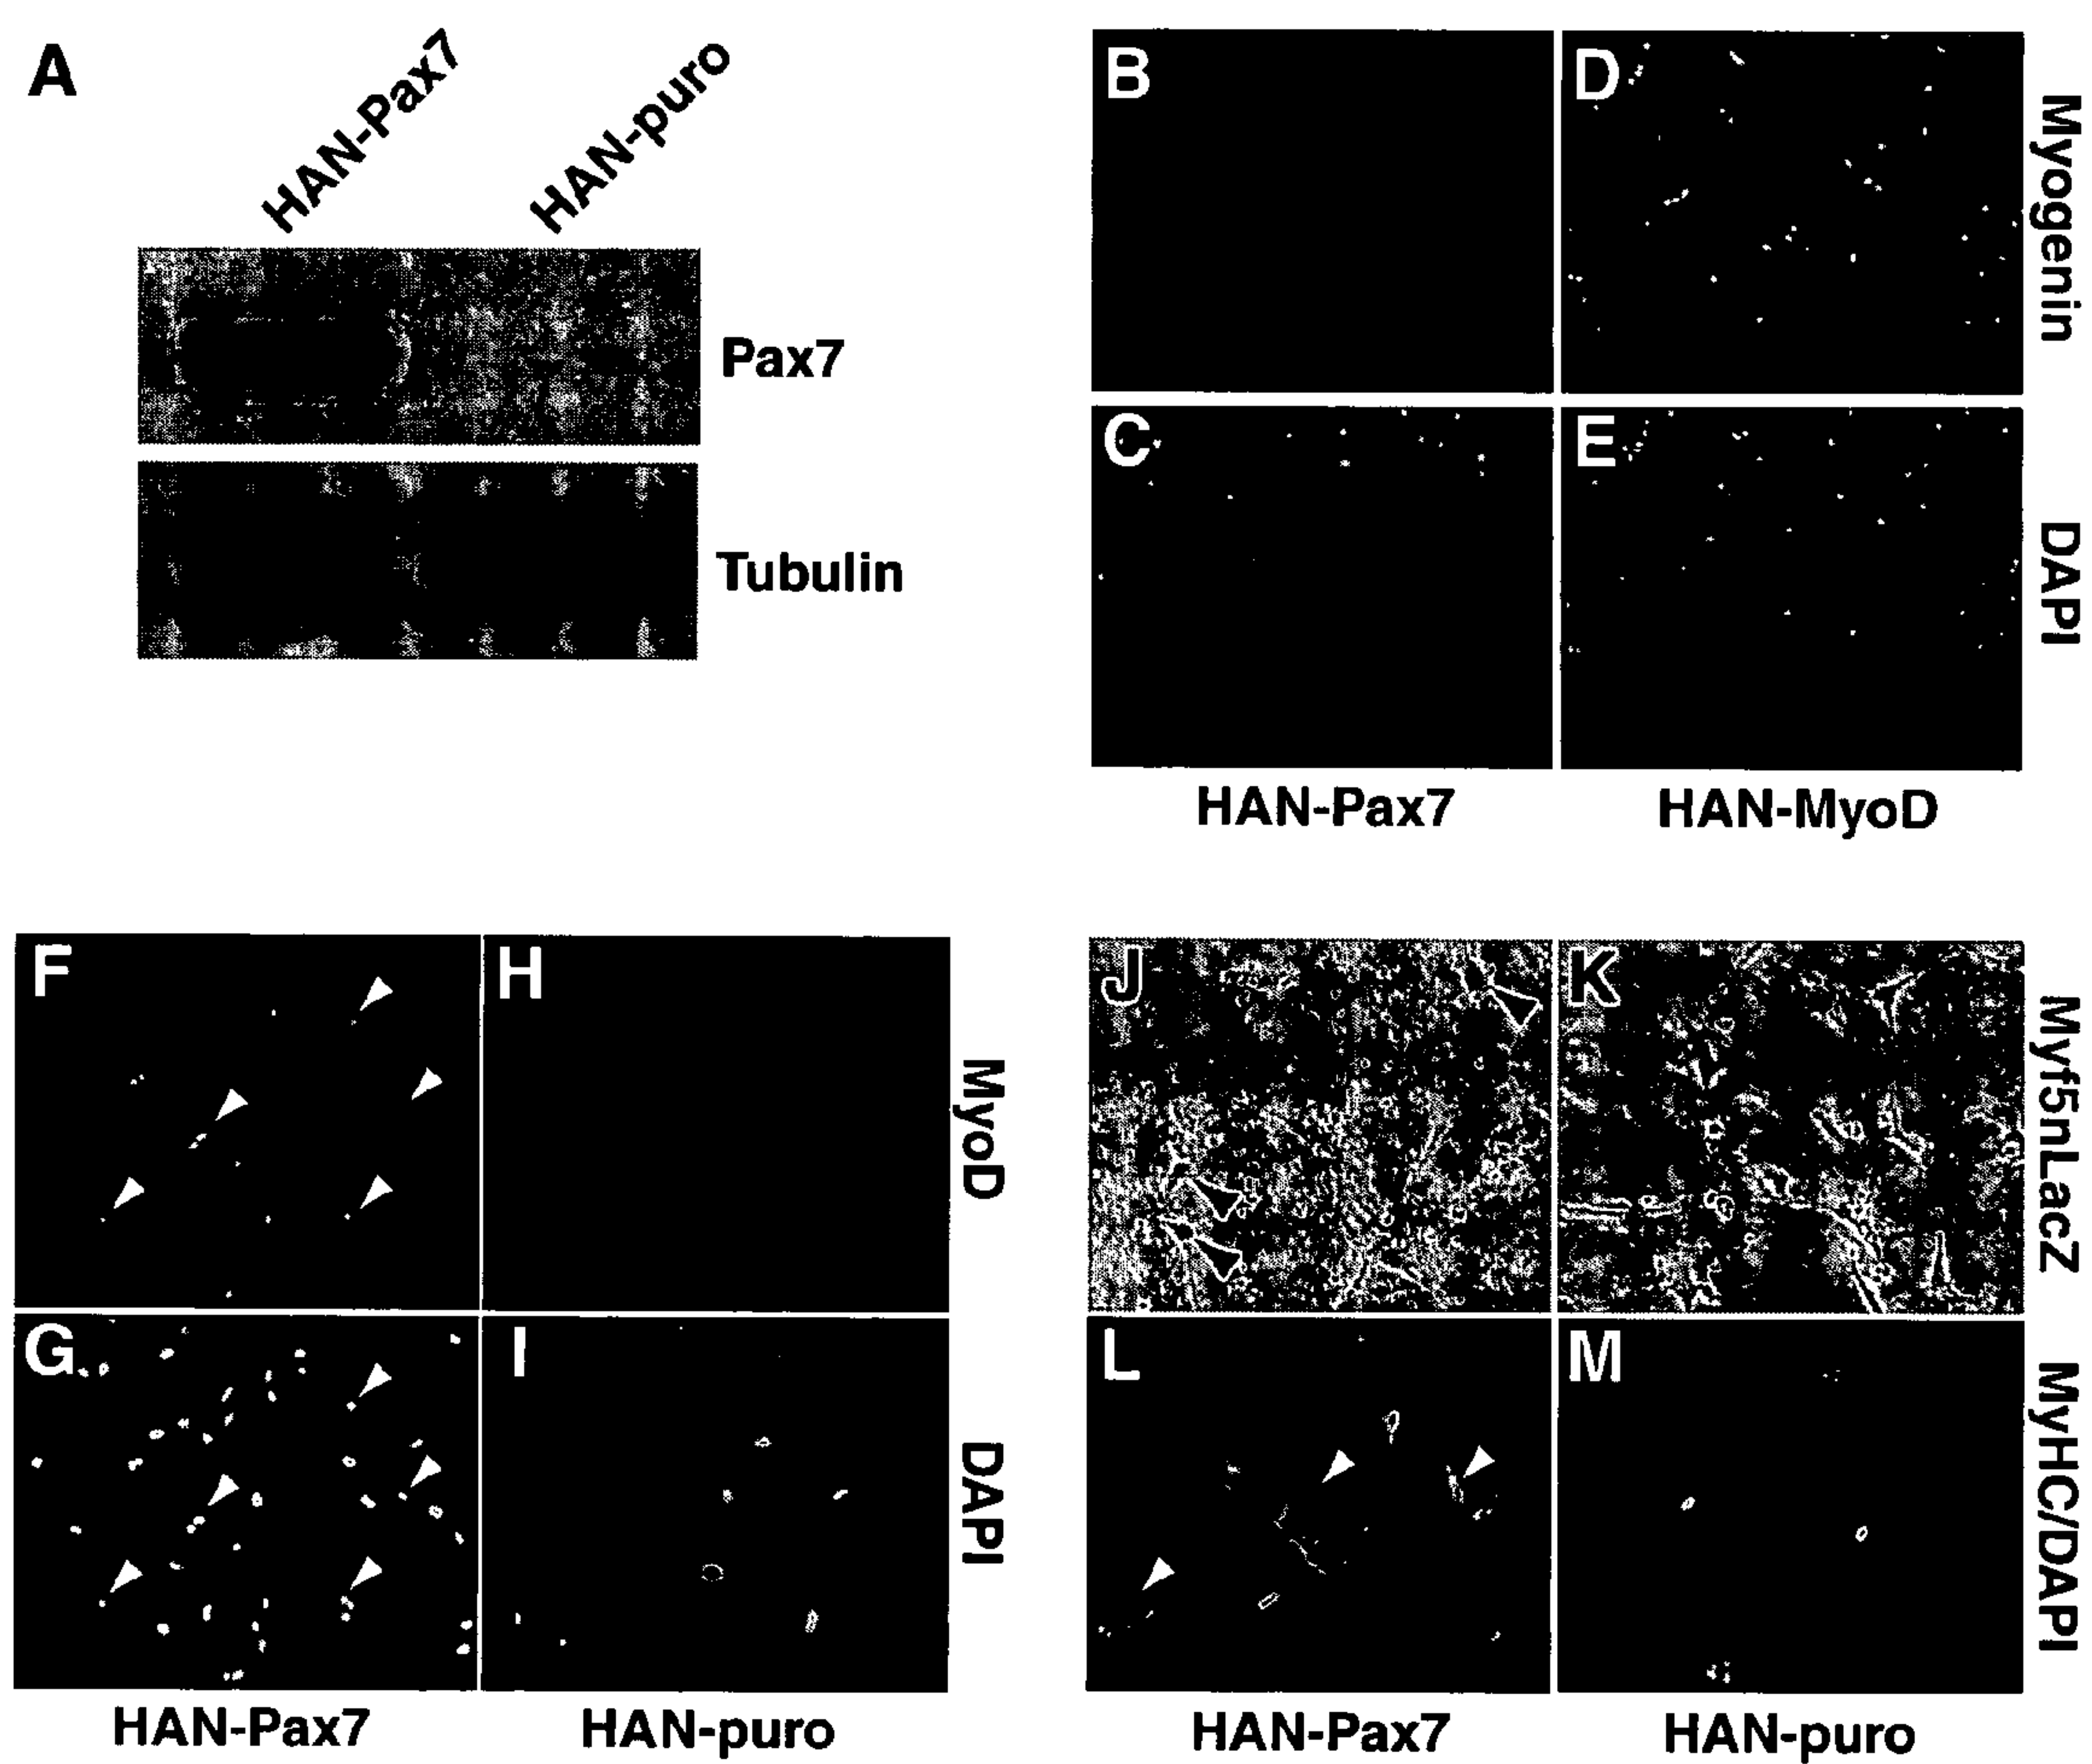 A
HAN-Pax7
HAN-puro
Pax7
Tubulin
B
D
Myogenin
C
E
DAPI
HAN-Pax7
HAN-MyoD
F
H
MyoD
G
I
DAPI
HAN-Pax7
HAN-puro
J
K
Myf5nLacZ
L
M
MyHC/DAPI
HAN-Pax7
HAN-puro